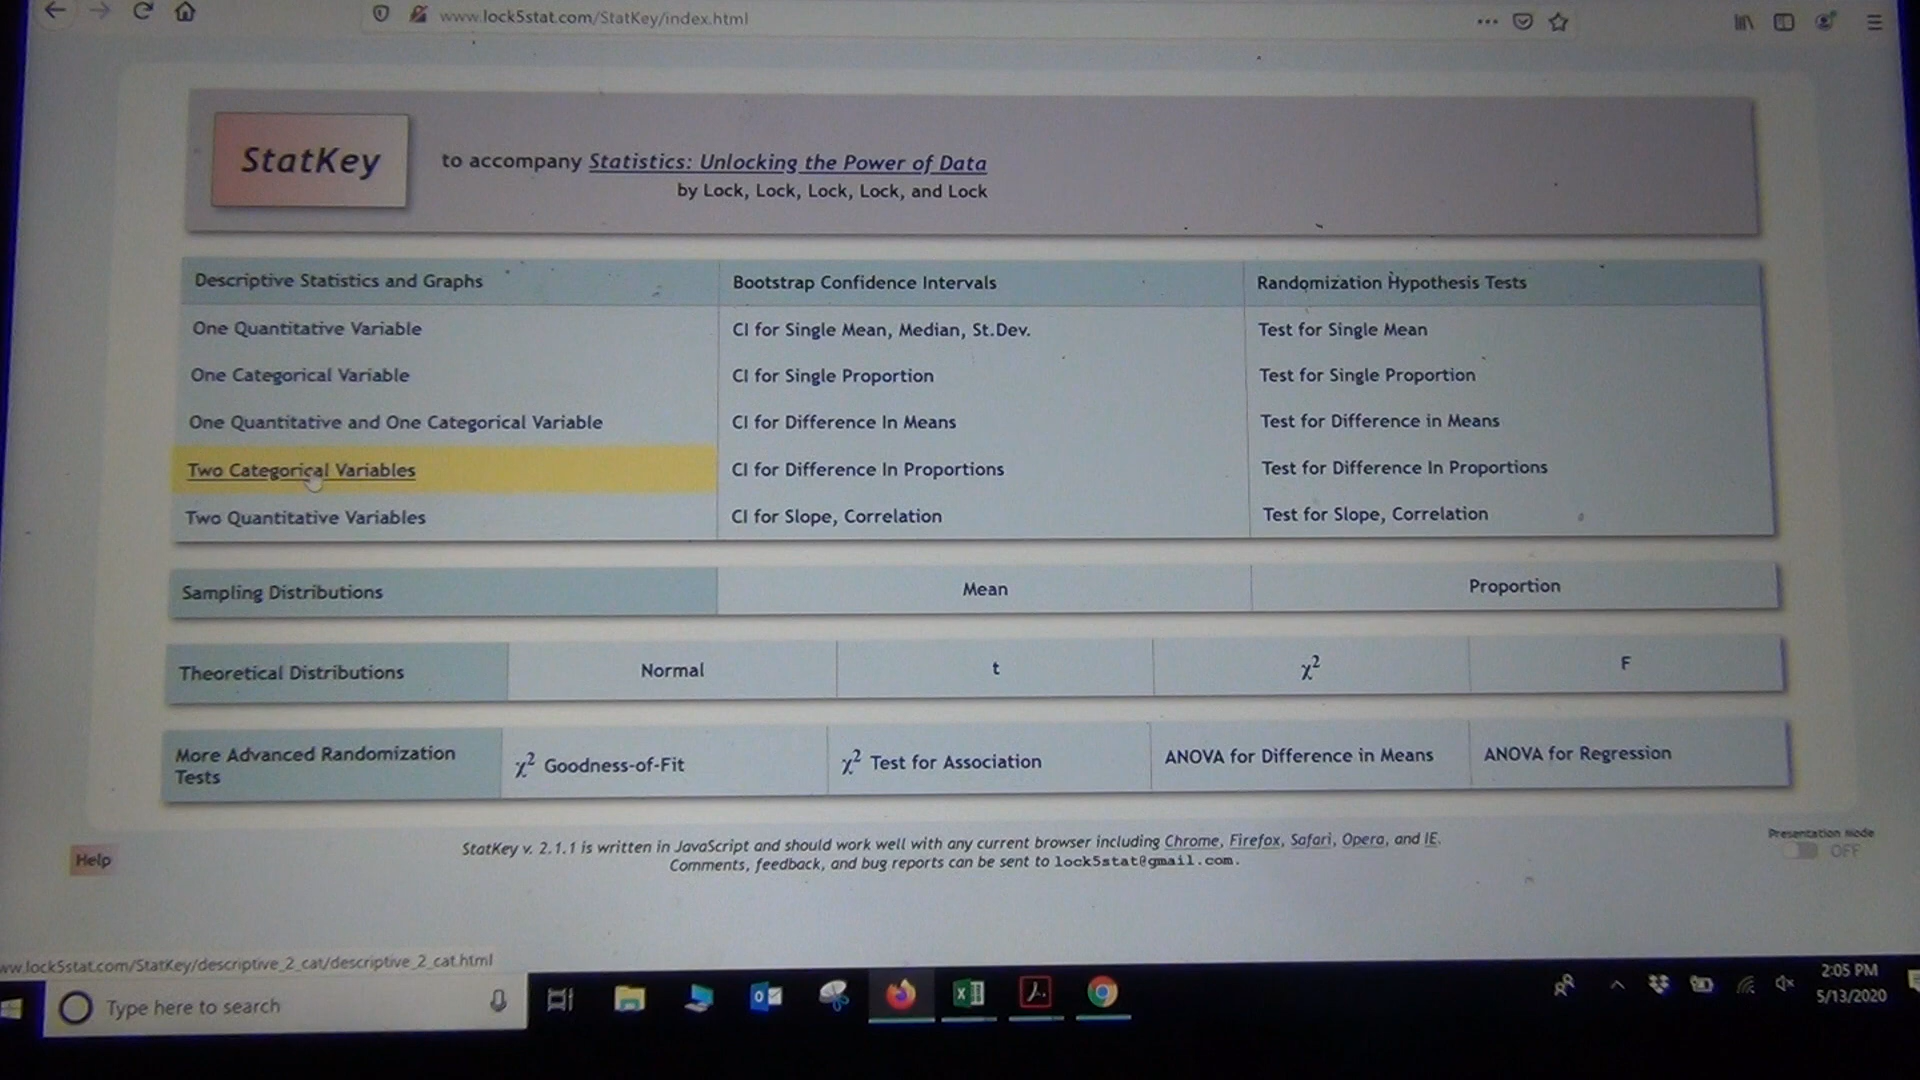 www.lock5stat.com/StatKey/index.html
StatKey
to accompany Statistics: Unlocking the Power of Data
by Lock, Lock, Lock, Lock, and Lock
Descriptive Statistics and Graphs
Bootstrap Confidence Intervals
Randomization Hypothesis Tests
One Quantitative Variable
CI for Single Mean, Median, St.Dev.
Test for Single Mean
One Categorical Variable
CI for Single Proportion
Test for Single Proportion
One Quantitative and One Categorical Variable
CI for Difference In Means
Test for Difference in Means
Two Categorical Variables
CI for Difference In Proportions
Test for Difference In Proportions
Two Quantitative Variables
CI for Slope, Correlation
Test for Slope, Correlation
Sampling Distributions
Mean
Proportion
Theoretical Distributions
Normal
t
χ²
F
More Advanced Randomization
Tests
χ² Goodness-of-Fit
χ² Test for Association
ANOVA for Difference in Means
ANOVA for Regression
StatKey v. 2.1.1 is written in JavaScript and should work well with any current browser including Chrome, Firefox, Safari, Opera, and IE.
Comments, feedback, and bug reports can be sent to lock5stat@gmail.com.
Help
Presentation mode
OFF
ww.lock5stat.com/StatKey/descriptive_2_cat/descriptive_2_cat.html
Type here to search
2:05 PM
5/13/2020